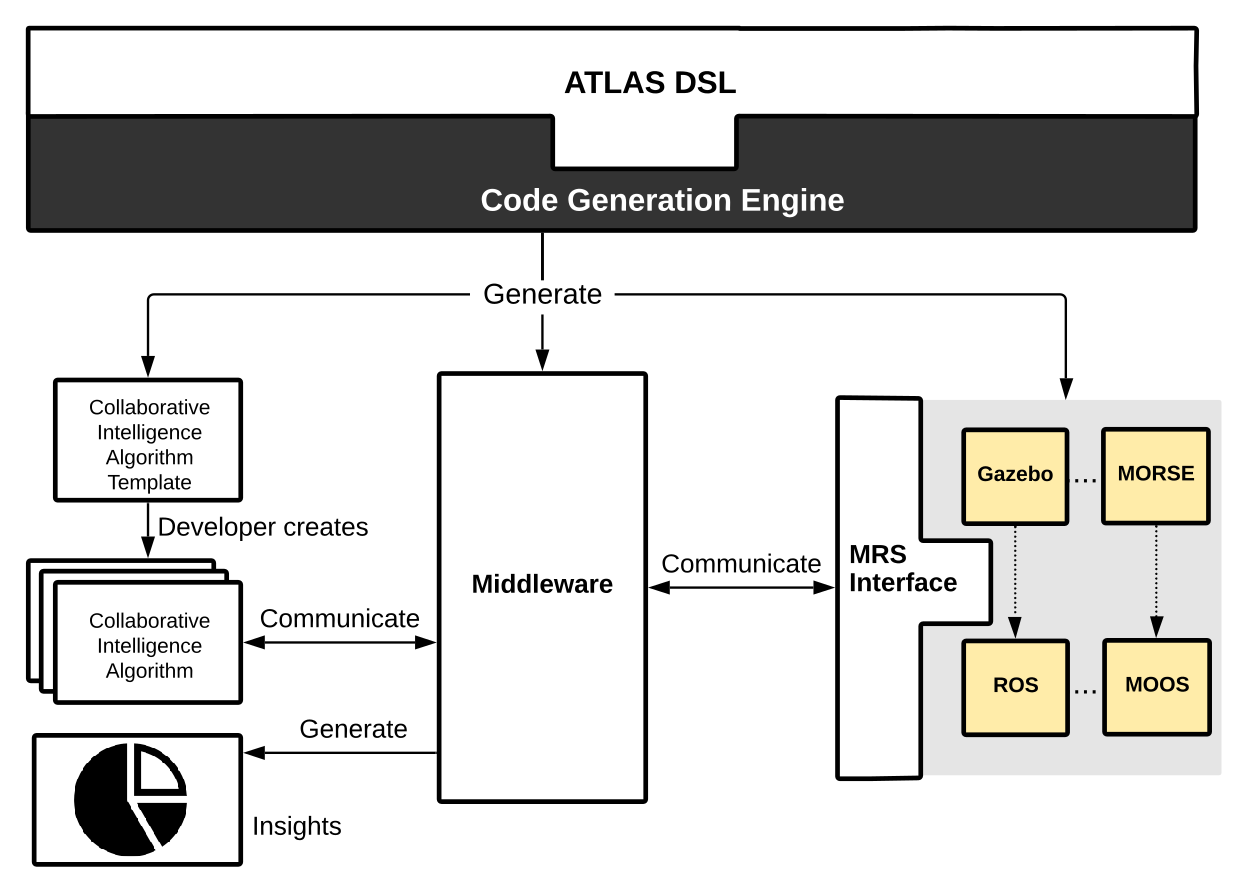 ATLAS DSL
Code Generation Engine
Generate
Collaborative
Intelligence
Algorithm
Template
Developer creates
Collaborative
Intelligence
Algorithm
Communicate
Generate
Insights
Middleware
Communicate
MRS
Interface
Gazebo ... MORSE
ROS ... MOOS